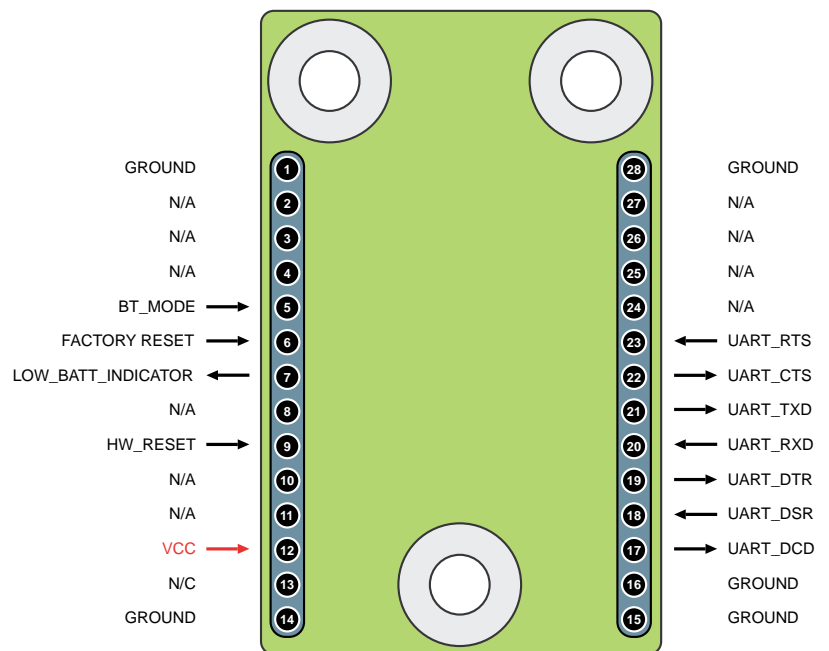 GROUND 1 28 GROUND
N/A 2 27 N/A
N/A 3 26 N/A
N/A 4 25 N/A
BT_MODE 5 24 N/A
FACTORY RESET 6 23 UART_RTS
LOW_BATT_INDICATOR 7 22 UART_CTS
N/A 8 21 UART_TXD
HW_RESET 9 20 UART_RXD
N/A 10 19 UART_DTR
N/A 11 18 UART_DSR
VCC 12 17 UART_DCD
N/C 13 16 GROUND
GROUND 14 15 GROUND